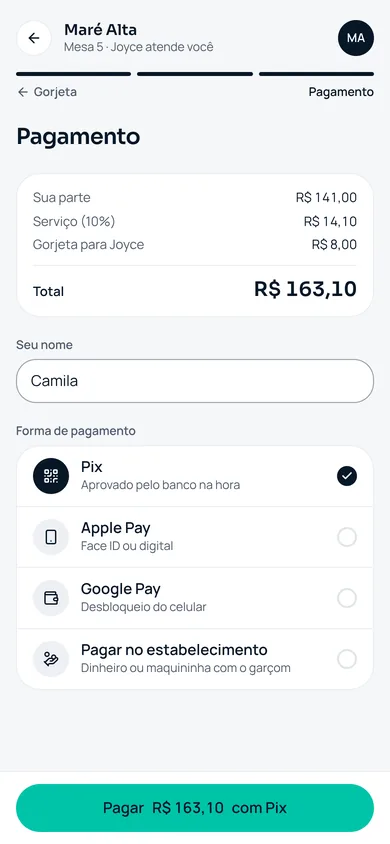 Maré Alta
Mesa 5 · Joyce atende você
MA
← Gorjeta
Pagamento
Pagamento
Sua parte R$ 141,00
Serviço (10%) R$ 14,10
Gorjeta para Joyce R$ 8,00
Total R$ 163,10
Seu nome
Camila
Forma de pagamento
Pix
Aprovado pelo banco na hora
Apple Pay
Face ID ou digital
Google Pay
Desbloqueio do celular
Pagar no estabelecimento
Dinheiro ou maquininha com o garçom
Pagar R$ 163,10 com Pix